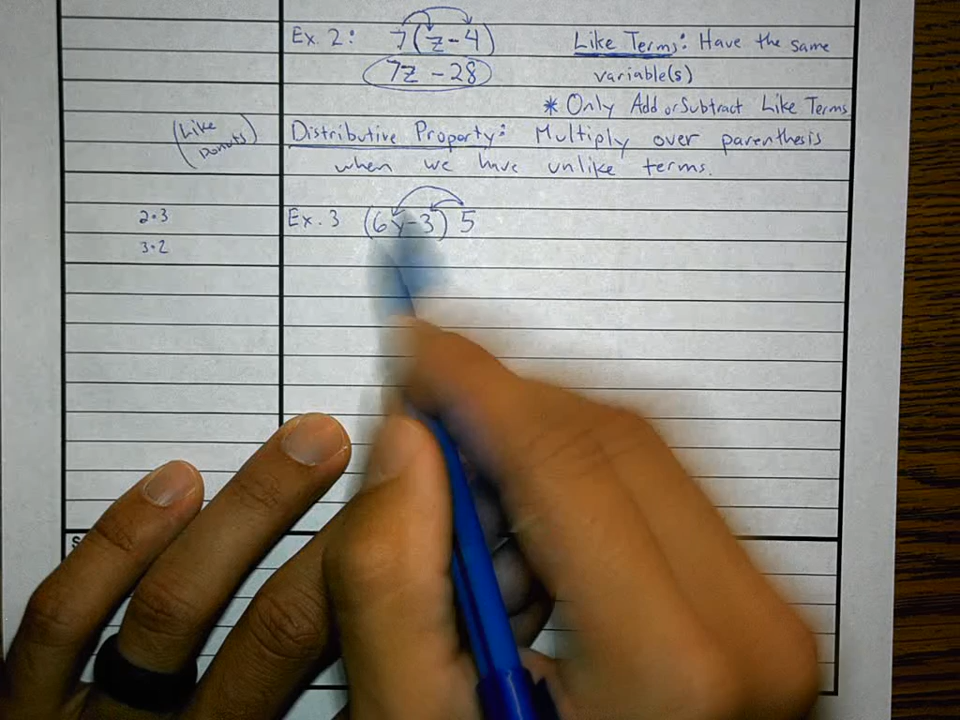 Ex. 2: 7(z-4) Like Terms: Have the same
7z - 28 variable(s)
* Only Add or Subtract Like Terms
(Like Donuts) Distributive Property: Multiply over parenthesis
when we have unlike terms.
2·3 Ex. 3 (6y-3) 5
3·2
S